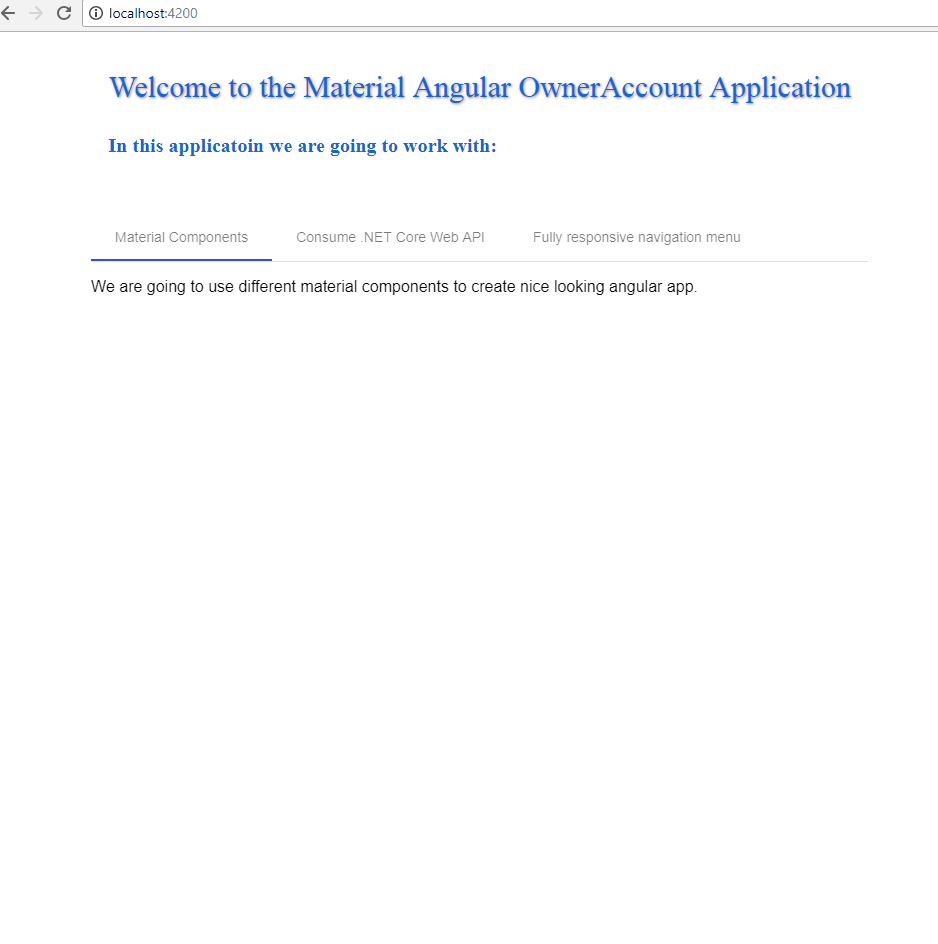 localhost:4200
Welcome to the Material Angular OwnerAccount Application
In this applicatoin we are going to work with:
Material Components Consume .NET Core Web API Fully responsive navigation menu
We are going to use different material components to create nice looking angular app.